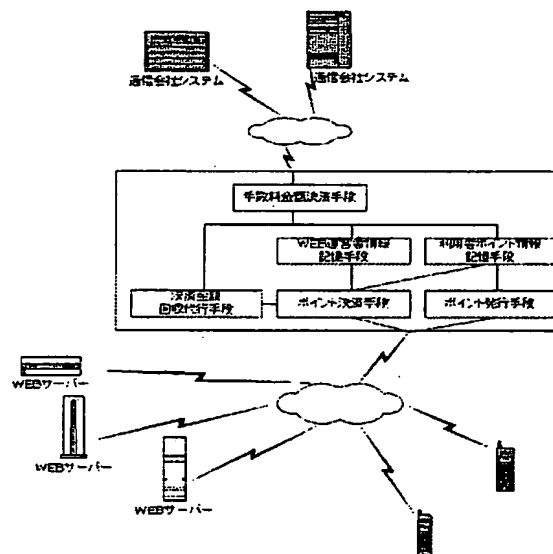 通信会社システム
通信会社システム
手数料金額決済手段
WEB運営者情報
記憶手段
利用者ポイント情報
記憶手段
決済金額
回収代行手段
ポイント決済手段
ポイント発行手段
WEBサーバー
WEBサーバー
WEBサーバー